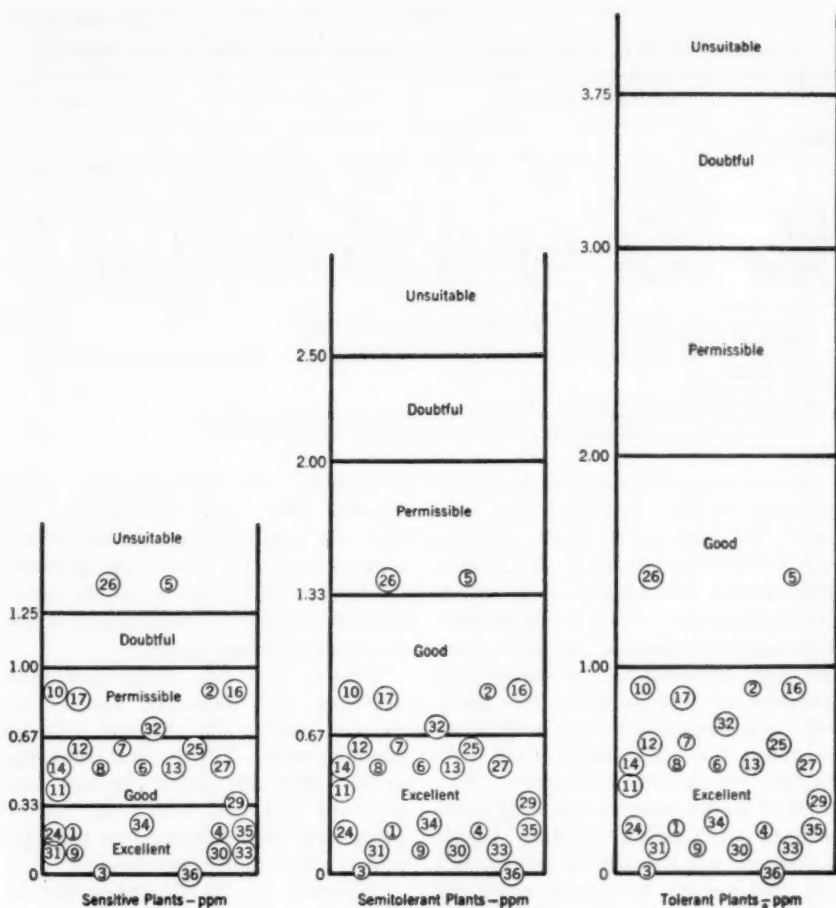 Unsuitable
26 5
1.25
Doubtful
1.00
10 17 Permissible 2 16
32
0.67
12 7 25
14 8 6 13 27
11
Good
29
0.33
34
24 1 4 35
31 9 Excellent 30 33
3 36
0
Sensitive Plants – ppm
Unsuitable
2.50
Doubtful
2.00
Permissible
26 5
1.33
Good
10 17 2 16
32
0.67
12 7 25
14 8 6 13 27
11 Excellent 29
34
24 1 4 35
31 9 30 33
3 36
0
Semitolerant Plants – ppm
Unsuitable
3.75
Doubtful
3.00
Permissible
2.00
Good
26 5
1.00
10 17 2 16
32
12 7 25
14 8 6 13 27
11 Excellent 29
24 1 34 4 35
31 9 30 33
3 36
0
Tolerant Plants – ppm